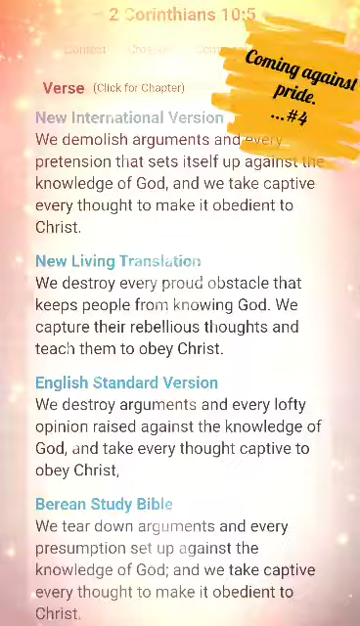 2 Corinthians 10:5
Context
Coming against
pride.
...#4
Verse (Click for Chapter)
New International Version
We demolish arguments and every
pretension that sets itself up against the
knowledge of God, and we take captive
every thought to make it obedient to
Christ.
New Living Translation
We destroy every proud obstacle that
keeps people from knowing God. We
capture their rebellious thoughts and
teach them to obey Christ.
English Standard Version
We destroy arguments and every lofty
opinion raised against the knowledge of
God, and take every thought captive to
obey Christ,
Berean Study Bible
We tear down arguments and every
presumption set up against the
knowledge of God; and we take captive
every thought to make it obedient to
Christ.